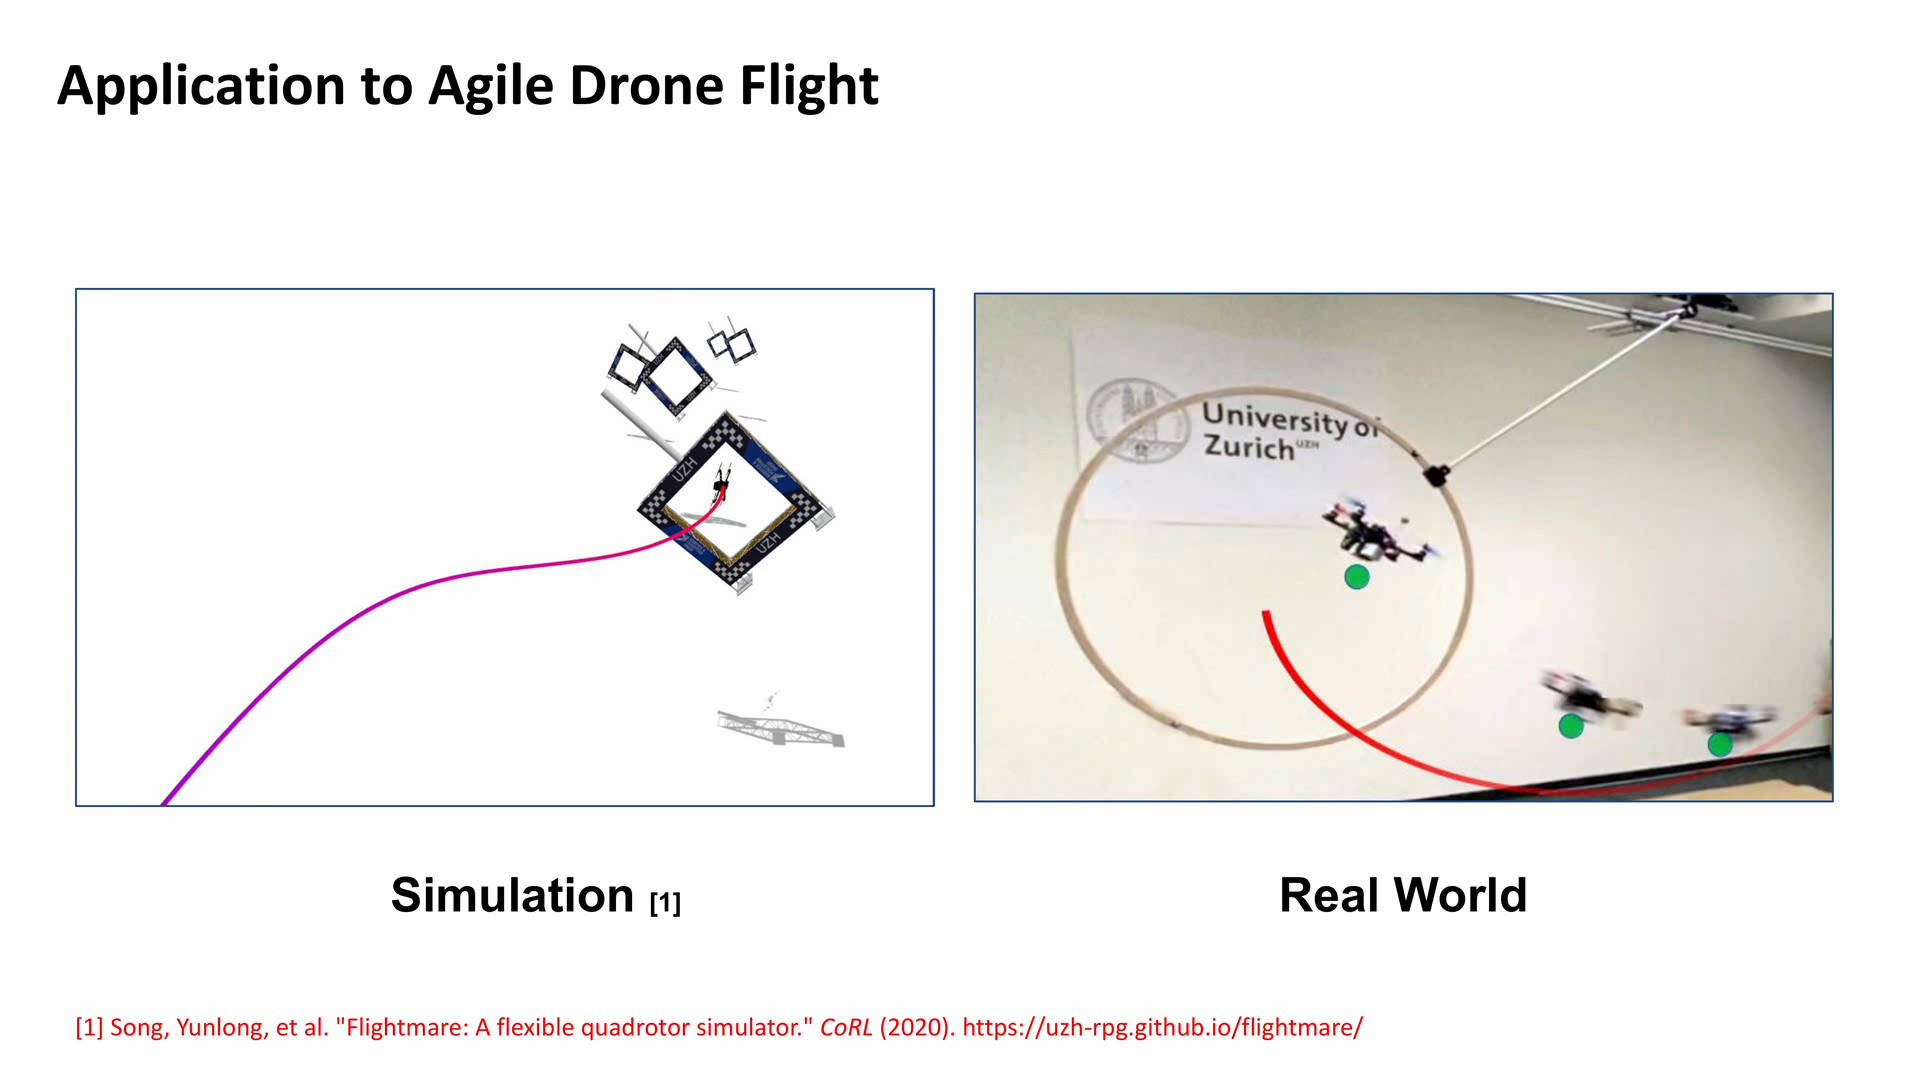 Application to Agile Drone Flight
UZH
UZH
University of
Zurich UZH
Simulation [1]
Real World
[1] Song, Yunlong, et al. "Flightmare: A flexible quadrotor simulator." CoRL (2020). https://uzh-rpg.github.io/flightmare/